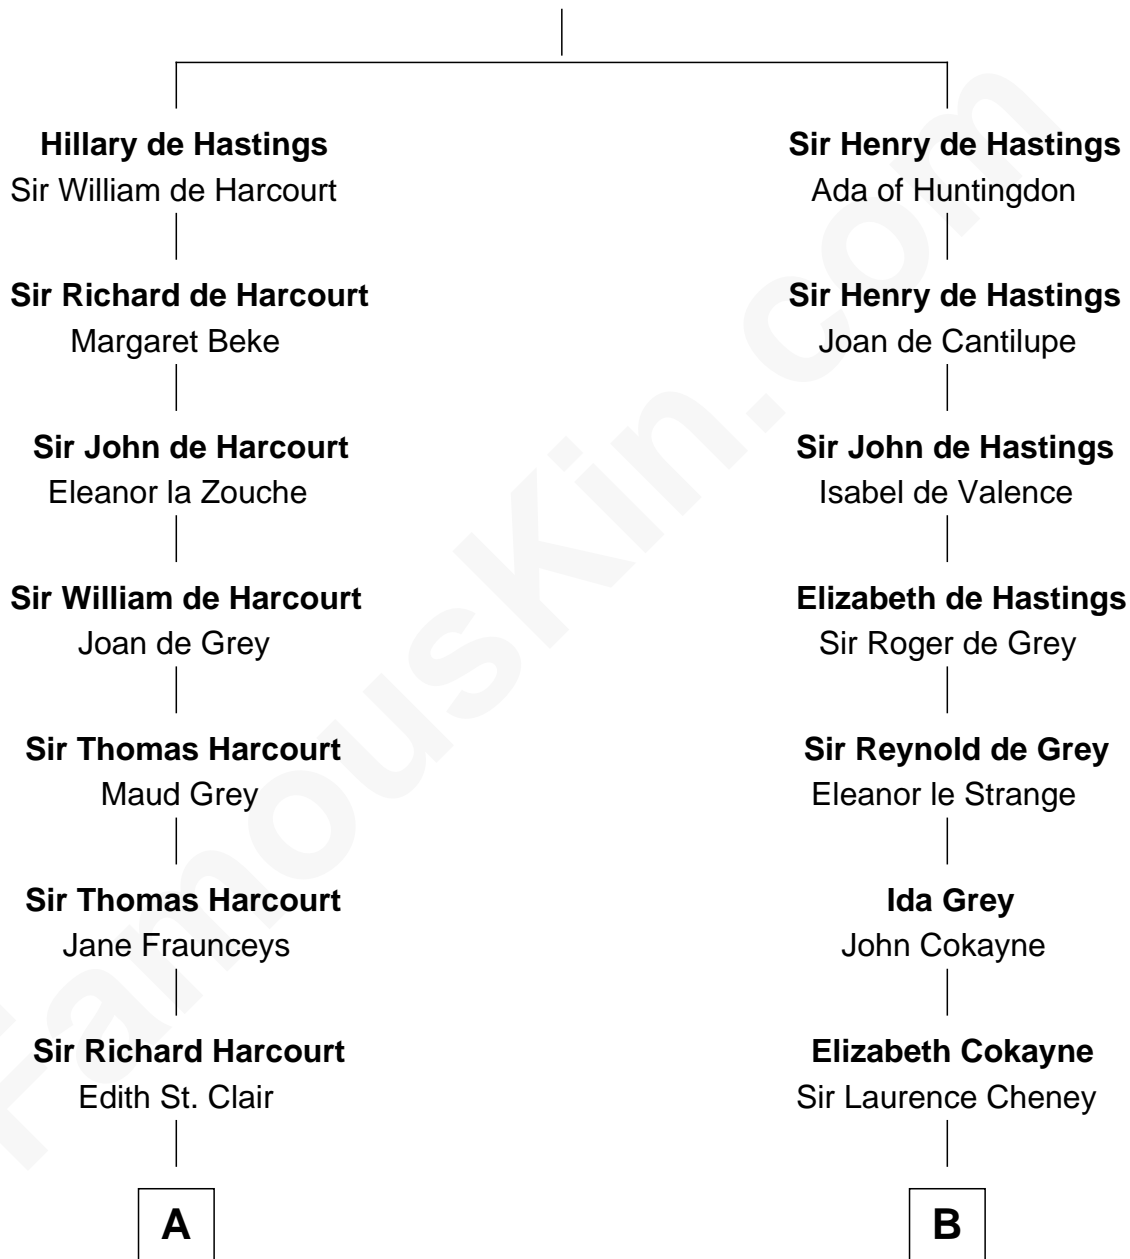 Hillary de Hastings
Sir William de Harcourt
Sir Richard de Harcourt
Margaret Beke
Sir John de Harcourt
Eleanor la Zouche
Sir William de Harcourt
Joan de Grey
Sir Thomas Harcourt
Maud Grey
Sir Thomas Harcourt
Jane Fraunceys
Sir Richard Harcourt
Edith St. Clair
A
Sir Henry de Hastings
Ada of Huntingdon
Sir Henry de Hastings
Joan de Cantilupe
Sir John de Hastings
Isabel de Valence
Elizabeth de Hastings
Sir Roger de Grey
Sir Reynold de Grey
Eleanor le Strange
Ida Grey
John Cokayne
Elizabeth Cokayne
Sir Laurence Cheney
B
FamousKin.com